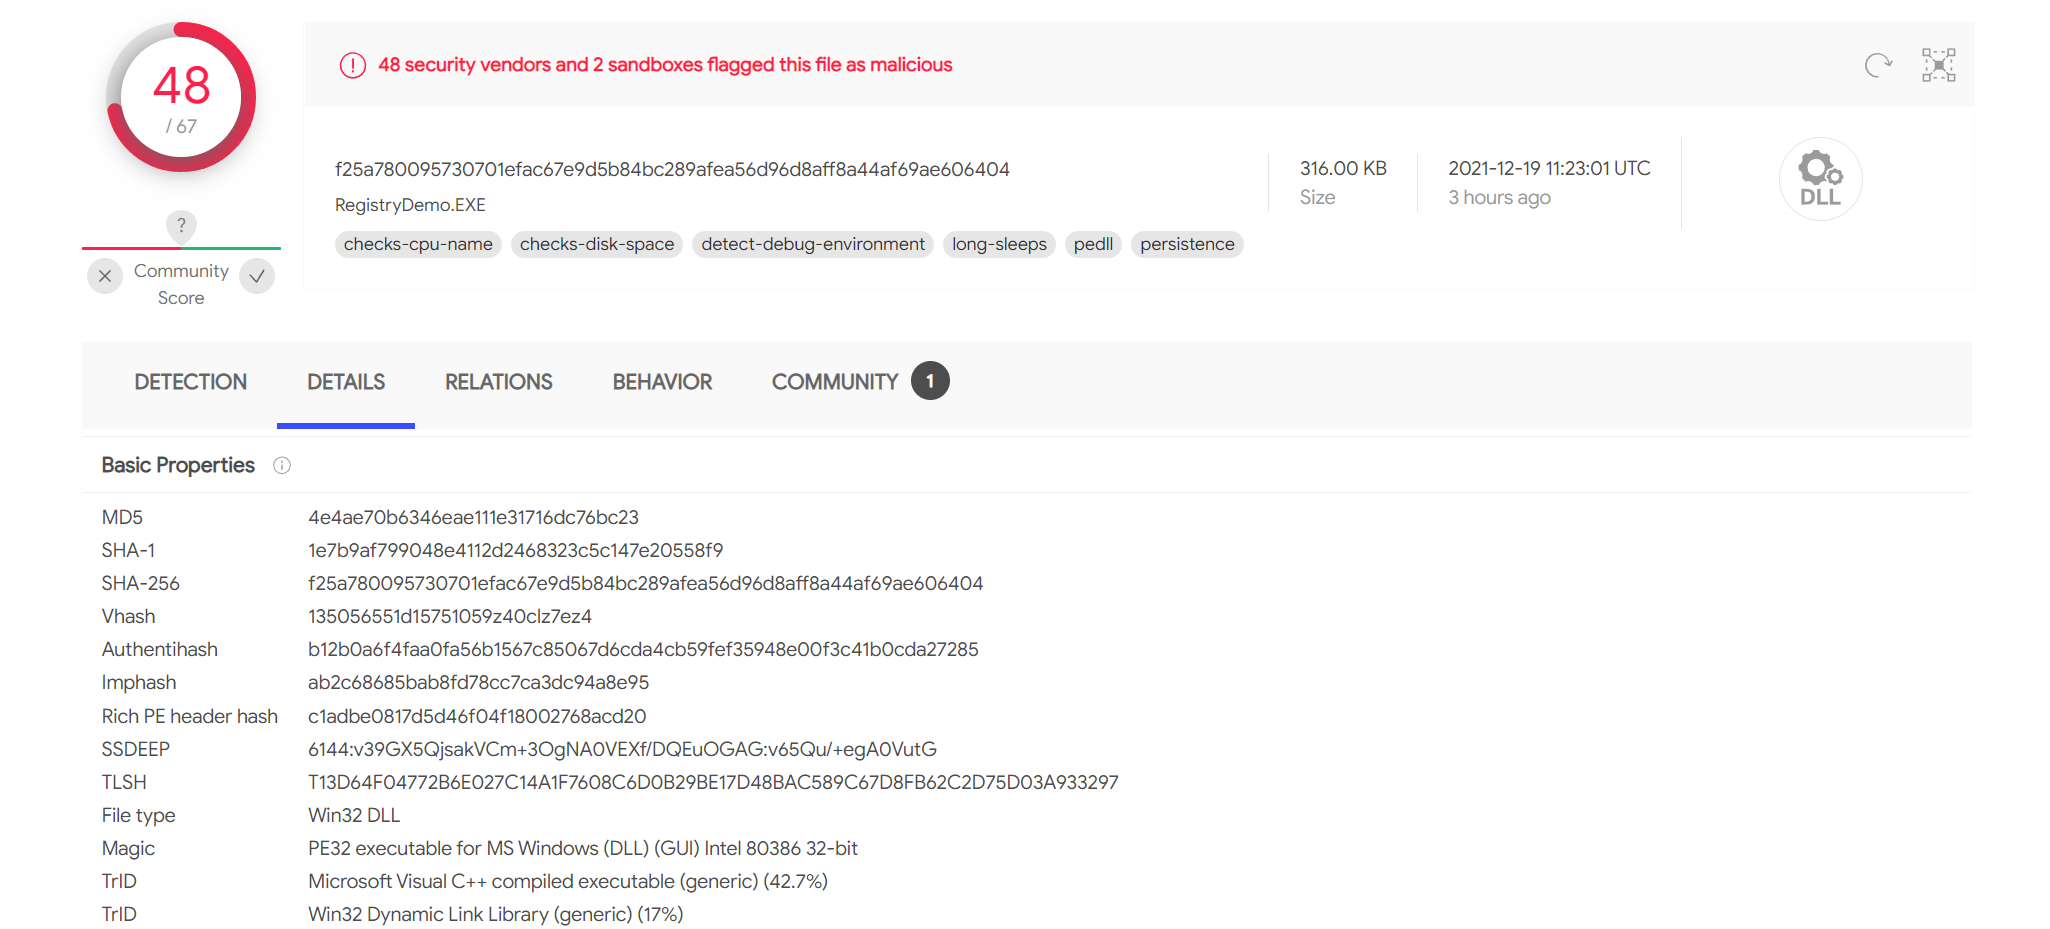 48
/ 67
?
Community
Score
48 security vendors and 2 sandboxes flagged this file as malicious
f25a780095730701efac67e9d5b84bc289afea56d96d8aff8a44af69ae606404
RegistryDemo.EXE
checks-cpu-name checks-disk-space detect-debug-environment long-sleeps pedll persistence
316.00 KB
Size
2021-12-19 11:23:01 UTC
3 hours ago
DLL
DETECTION DETAILS RELATIONS BEHAVIOR COMMUNITY 1
Basic Properties
MD5 4e4ae70b6346eae111e31716dc76bc23
SHA-1 1e7b9af799048e4112d2468323c5c147e20558f9
SHA-256 f25a780095730701efac67e9d5b84bc289afea56d96d8aff8a44af69ae606404
Vhash 135056551d15751059z40clz7ez4
Authentihash b12b0a6f4faa0fa56b1567c85067d6cda4cb59fef35948e00f3c41b0cda27285
Imphash ab2c68685bab8fd78cc7ca3dc94a8e95
Rich PE header hash c1adbe0817d5d46f04f18002768acd20
SSDEEP 6144:v39GX5QjsakVCm+3OgNA0VEXf/DQEuOGAG:v65Qu/+egA0VutG
TLSH T13D64F04772B6E027C14A1F7608C6D0B29BE17D48BAC589C67D8FB62C2D75D03A933297
File type Win32 DLL
Magic PE32 executable for MS Windows (DLL) (GUI) Intel 80386 32-bit
TrID Microsoft Visual C++ compiled executable (generic) (42.7%)
TrID Win32 Dynamic Link Library (generic) (17%)